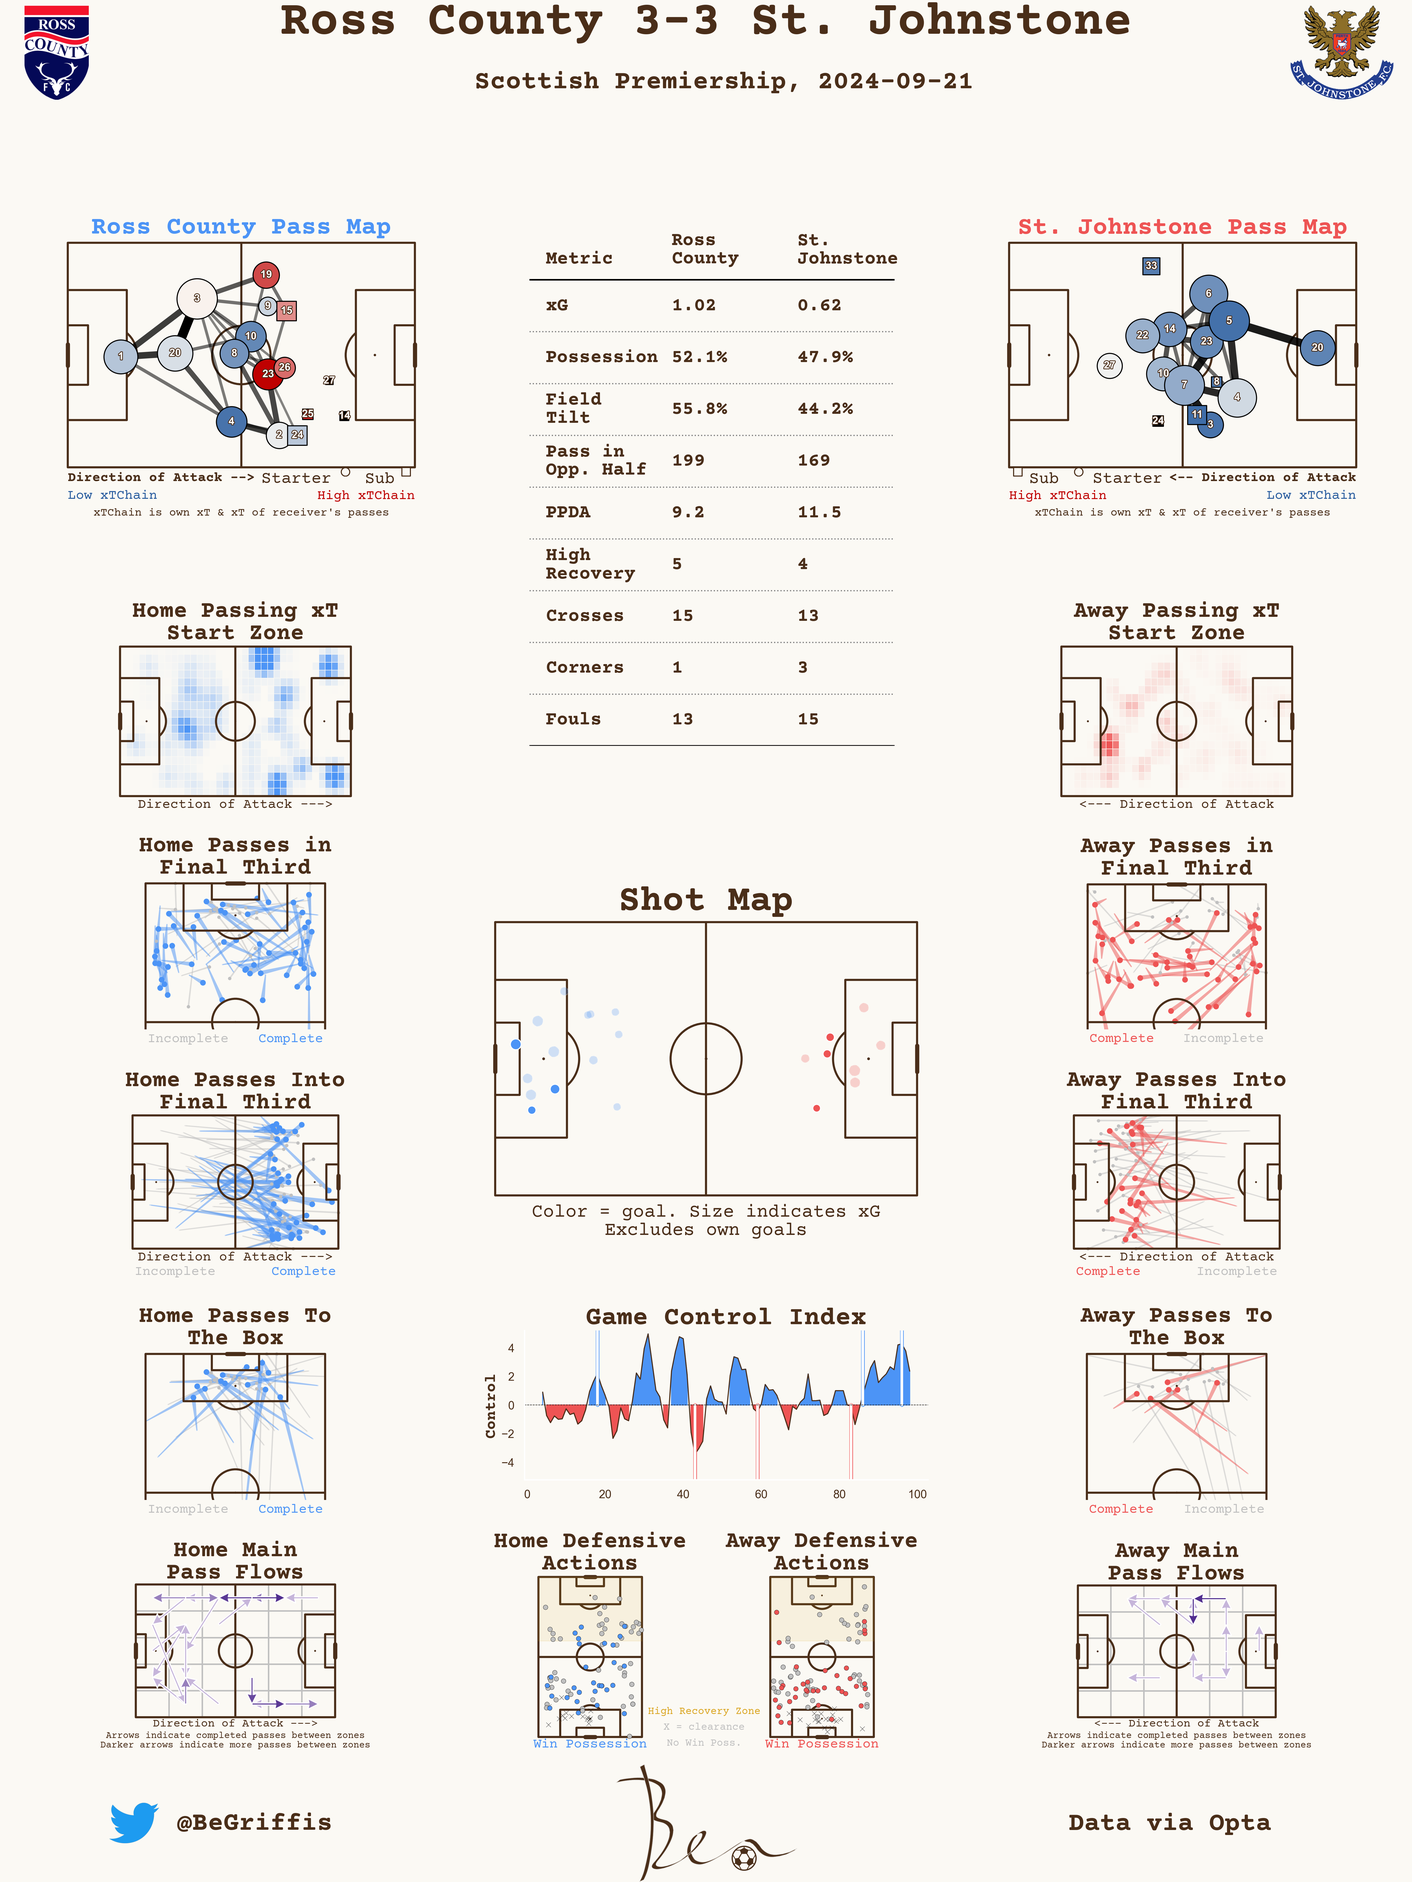 Ross County 3-3 St. Johnstone
Scottish Premiership, 2024-09-21
ROSS
COUNTY
F C
ST. JOHNSTONE F.C.
Ross County Pass Map
3
19
9
15
10
1
20
8
26
23
27
25
14
4
2
24
Direction of Attack --> Starter Sub
Low xTChain High xTChain
xTChain is own xT & xT of receiver's passes
Metric Ross County St. Johnstone
xG 1.02 0.62
Possession 52.1% 47.9%
Field Tilt 55.8% 44.2%
Pass in Opp. Half 199 169
PPDA 9.2 11.5
High Recovery 5 4
Crosses 15 13
Corners 1 3
Fouls 13 15
St. Johnstone Pass Map
33
6
5
14
22
23
20
27
10
7
8
4
11
24
3
Sub Starter <-- Direction of Attack
High xTChain Low xTChain
xTChain is own xT & xT of receiver's passes
Home Passing xT
Start Zone
Direction of Attack --->
Away Passing xT
Start Zone
<--- Direction of Attack
Home Passes in
Final Third
Incomplete Complete
Away Passes in
Final Third
Complete Incomplete
Shot Map
Color = goal. Size indicates xG
Excludes own goals
Home Passes Into
Final Third
Direction of Attack --->
Incomplete Complete
Away Passes Into
Final Third
<--- Direction of Attack
Complete Incomplete
Home Passes To
The Box
Incomplete Complete
Game Control Index
Control
4
2
0
−2
−4
0 20 40 60 80 100
Away Passes To
The Box
Complete Incomplete
Home Main
Pass Flows
Direction of Attack --->
Arrows indicate completed passes between zones
Darker arrows indicate more passes between zones
Home Defensive
Actions
Win Possession
Away Defensive
Actions
Win Possession
High Recovery Zone
X = clearance
No Win Poss.
Away Main
Pass Flows
<--- Direction of Attack
Arrows indicate completed passes between zones
Darker arrows indicate more passes between zones
@BeGriffis
Ben
Data via Opta